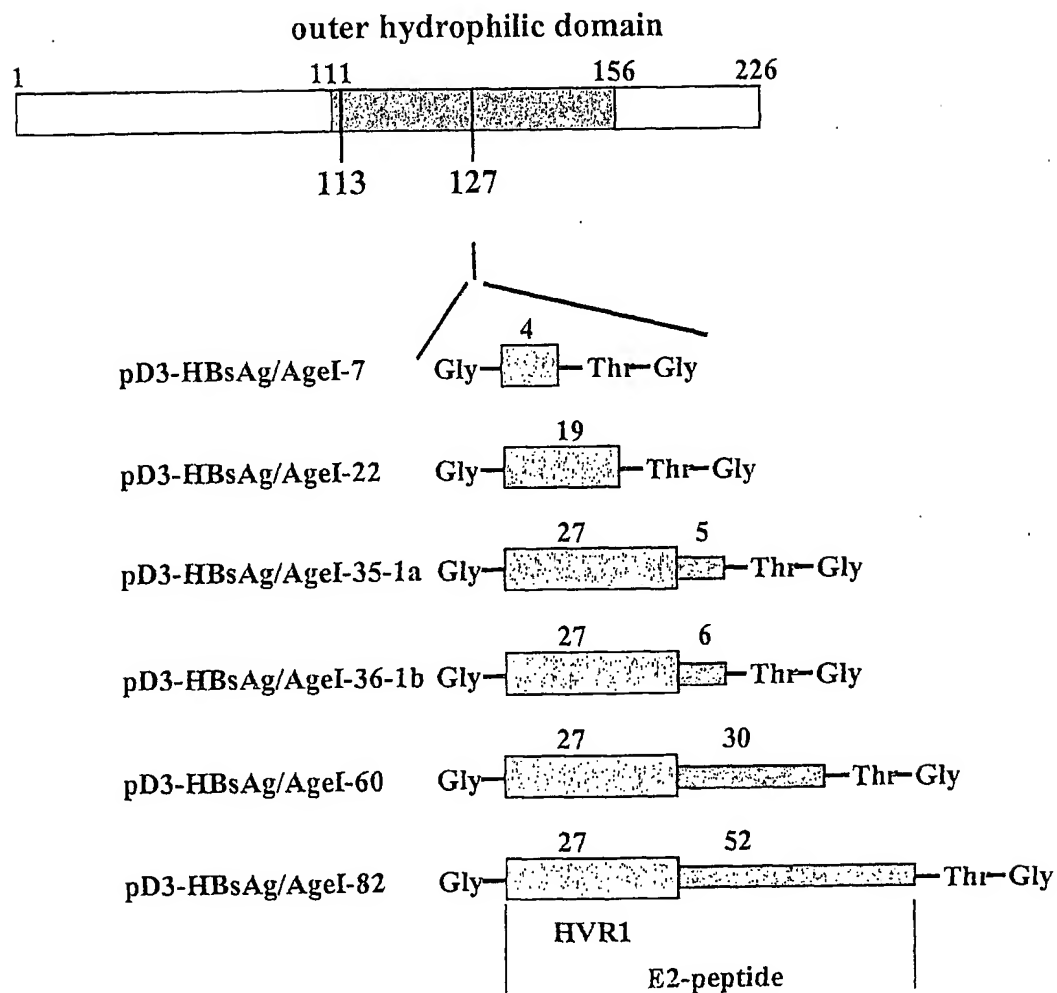 outer hydrophilic domain
1 111 156 226
113 127
4
pD3-HBsAg/AgeI-7 Gly Thr Gly
19
pD3-HBsAg/AgeI-22 Gly Thr Gly
27 5
pD3-HBsAg/AgeI-35-1a Gly Thr Gly
27 6
pD3-HBsAg/AgeI-36-1b Gly Thr Gly
27 30
pD3-HBsAg/AgeI-60 Gly Thr Gly
27 52
pD3-HBsAg/AgeI-82 Gly Thr Gly
HVR1
E2-peptide